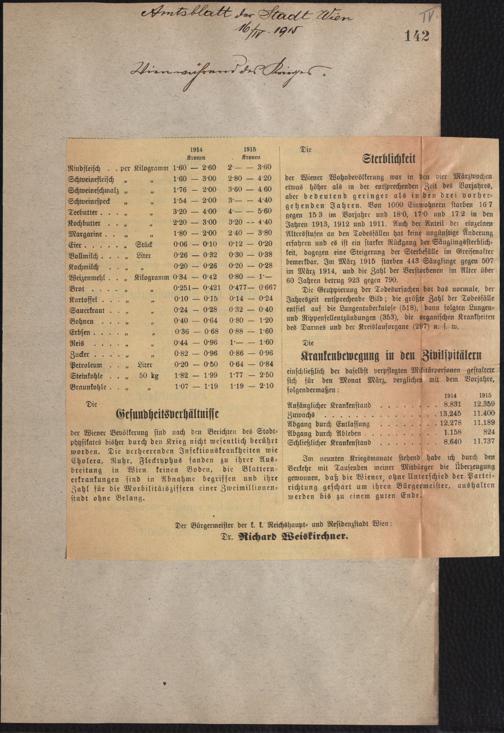 Amtsblatt der Stadt Wien
16/IV 1915
IV.
142
Wien während des Krieges.
1914 1915
Kronen Kronen
Rindfleisch . . per Kilogramm 1·60 — 2·60 2·— — 3·60
Schweinefleisch „ „ 1·60 — 3·00 2·80 — 4·20
Schweineschmalz „ „ 1·76 — 2·00 3·60 — 4·60
Schweinespeck „ „ 1·54 — 2·00 3·— — 4·40
Teebutter . . . „ „ 3·20 — 4·00 4·— — 5·60
Kochbutter . . „ „ 2·20 — 3·00 3·20 — 4·40
Margarine . . „ „ 1·80 — 2·00 2·40 — 3·80
Eier . . . . . „ Stück 0·06 — 0·10 0·12 — 0·20
Vollmilch . . . „ Liter 0·26 — 0·32 0·30 — 0·38
Kochmilch . . „ „ 0·20 — 0·26 0·20 — 0·28
Weizenmehl . „ Kilogramm 0·34 — 0·42 0·80 — 1·—
Brot . . . . „ „ 0·251 — 0·421 0·477 — 0·667
Kartoffel . . . „ „ 0·10 — 0·15 0·14 — 0·24
Sauerkraut . . „ „ 0·24 — 0·28 0·32 — 0·40
Bohnen . . . „ „ 0·40 — 0·64 0·80 — 1·20
Erbsen . . . „ „ 0·36 — 0·68 0·88 — 1·60
Reis . . . . „ „ 0·44 — 0·96 1·— — 1·60
Zucker . . . „ „ 0·82 — 0·96 0·86 — 0·96
Petroleum . . „ Liter 0·20 — 0·50 0·64 — 0·84
Steinkohle . . „ 50 kg 1·82 — 1·99 1·77 — 2·50
Braunkohle . . „ „ 1·07 — 1·19 1·19 — 2·10
Die
Gesundheitsverhältnisse
der Wiener Bevölkerung sind nach den Berichten des Stadt-
physikates bisher durch den Krieg nicht wesentlich berührt
worden. Die verheerenden Infektionskrankheiten wie
Cholera, Ruhr, Flecktyphus fanden zu ihrer Aus-
breitung in Wien keinen Boden, die Blattern-
erkrankungen sind in Abnahme begriffen und ihre
Zahl für die Morbilitätsziffern einer Zweimillionen-
stadt ohne Belang.
Die
Sterblichkeit
der Wiener Wohnbevölkerung war in den vier Märzwochen
etwas höher als in der entsprechenden Zeit des Vorjahres,
aber bedeutend geringer als in den drei vorher-
gehenden Jahren. Von 1000 Einwohnern starben 16·7
gegen 15·3 im Vorjahre und 18·0, 17·0 und 17·2 in den
Jahren 1913, 1912 und 1911. Auch der Anteil der einzelnen
Altersstufen an den Todesfällen hat keine ungünstige Änderung
erfahren und es ist ein starker Rückgang der Säuglingssterblich-
keit, dagegen eine Steigerung der Sterbefälle im Greisenalter
bemerkbar. Im März 1915 starben 443 Säuglinge gegen 507
im März 1914, und die Zahl der Verstorbenen im Alter über
60 Jahren betrug 923 gegen 790.
Die Gruppierung der Todesursachen bot das normale, der
Jahreszeit entsprechende Bild; die größte Zahl der Todesfälle
entfiel auf die Lungentuberkulose (518), dann folgten Lungen-
und Rippenfellentzündungen (353), die organischen Krankheiten
des Darmes und der Kreislauforgane (297) u. s. w.
Die
Krankenbewegung in den Zivilspitälern
einschließlich der daselbst verpflegten Militärpersonen gestaltete
sich für den Monat März, verglichen mit dem Vorjahre,
folgendermaßen:
1914 1915
Anfänglicher Krankenstand . . . . . . . 8.831 12.359
Zuwachs . . . . . . . . . . . . 13.245 11.400
Abgang durch Entlassung . . . . . . . 12.278 11.189
Abgang durch Ableben . . . . . . . . 1.158 824
Schließlicher Krankenstand . . . . . . . 8.640 11.737
Im neunten Kriegsmonate stehend habe ich durch den
Verkehr mit Tausenden meiner Mitbürger die Überzeugung
gewonnen, daß die Wiener, ohne Unterschied der Partei-
richtung geschart um ihren Bürgermeister, aushalten
werden bis zu einem guten Ende.
Der Bürgermeister der k. k. Reichshaupt- und Residenzstadt Wien:
Dr. Richard Weiskirchner.